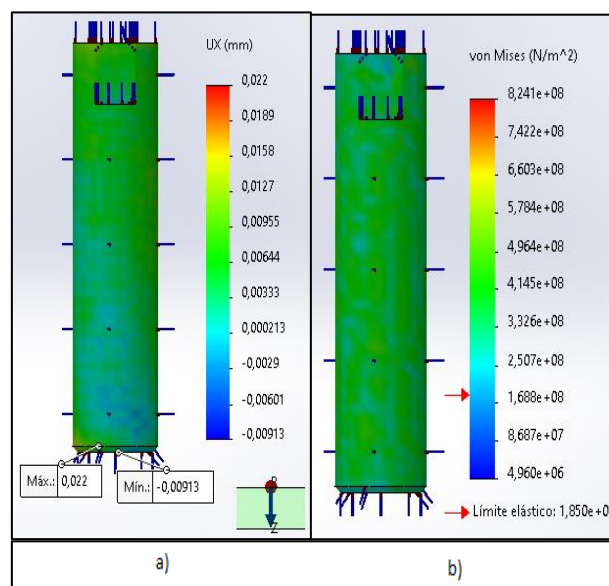 UX (mm)
0,022
0,0189
0,0158
0,0127
0,00955
0,00644
0,00333
0,000213
-0,0029
-0,00601
-0,00913
Máx.: 0,022
Mín.: -0,00913
Z
a)
von Mises (N/m^2)
8,241e+08
7,422e+08
6,603e+08
5,784e+08
4,964e+08
4,145e+08
3,326e+08
2,507e+08
1,688e+08
8,687e+07
4,960e+06
Límite elástico: 1,850e+0
b)